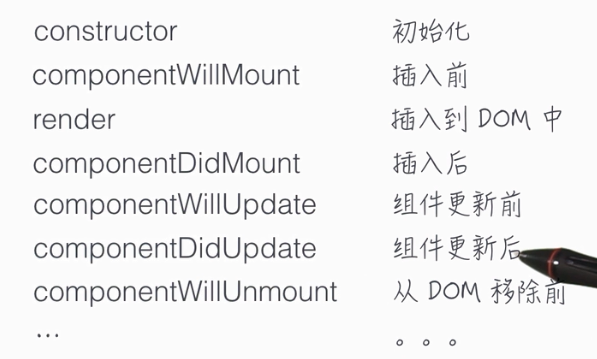 constructor 初始化
componentWillMount 插入前
render 插入到 DOM 中
componentDidMount 插入后
componentWillUpdate 组件更新前
componentDidUpdate 组件更新后
componentWillUnmount 从 DOM 移除前
... 。。。